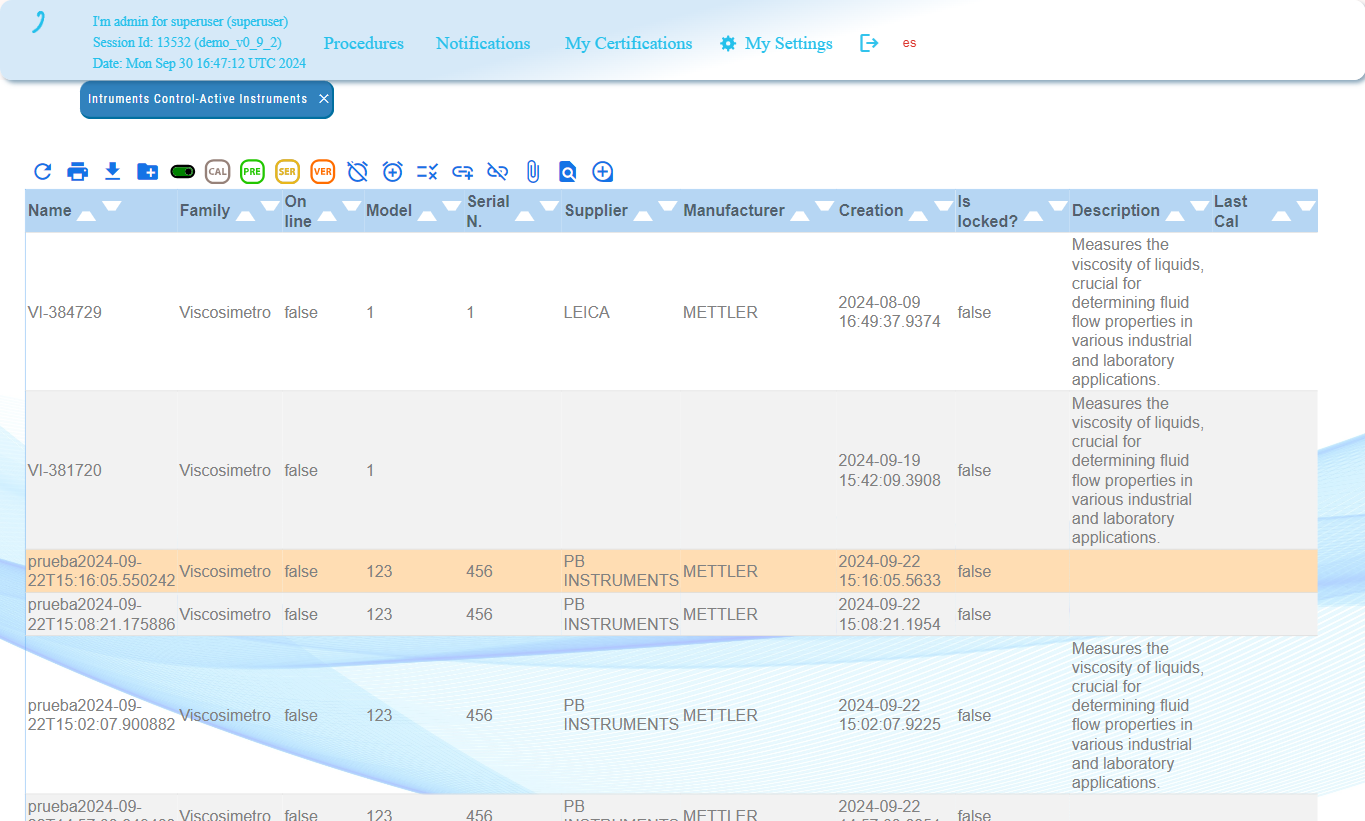 I'm admin for superuser (superuser)
Session Id: 13532 (demo_v0_9_2)
Date: Mon Sep 30 16:47:12 UTC 2024
Procedures
Notifications
My Certifications
My Settings
es
Intruments Control-Active Instruments
CAL
PRE
SER
VER
Name
Family
On
line
Model
Serial
N.
Supplier
Manufacturer
Creation
Is
locked?
Description
Last
Cal
VI-384729
Viscosimetro
false
1
1
LEICA
METTLER
2024-08-09
16:49:37.9374
false
Measures the
viscosity of liquids,
crucial for
determining fluid
flow properties in
various industrial
and laboratory
applications.
VI-381720
Viscosimetro
false
1
2024-09-19
15:42:09.3908
false
Measures the
viscosity of liquids,
crucial for
determining fluid
flow properties in
various industrial
and laboratory
applications.
prueba2024-09-
22T15:16:05.550242
Viscosimetro
false
123
456
PB
INSTRUMENTS
METTLER
2024-09-22
15:16:05.5633
false
prueba2024-09-
22T15:08:21.175886
Viscosimetro
false
123
456
PB
INSTRUMENTS
METTLER
2024-09-22
15:08:21.1954
false
prueba2024-09-
22T15:02:07.900882
Viscosimetro
false
123
456
PB
INSTRUMENTS
METTLER
2024-09-22
15:02:07.9225
false
Measures the
viscosity of liquids,
crucial for
determining fluid
flow properties in
various industrial
and laboratory
applications.
prueba2024-09-
Viscosimetro
false
123
456
PB
INSTRUMENTS
METTLER
2024-09-22
false